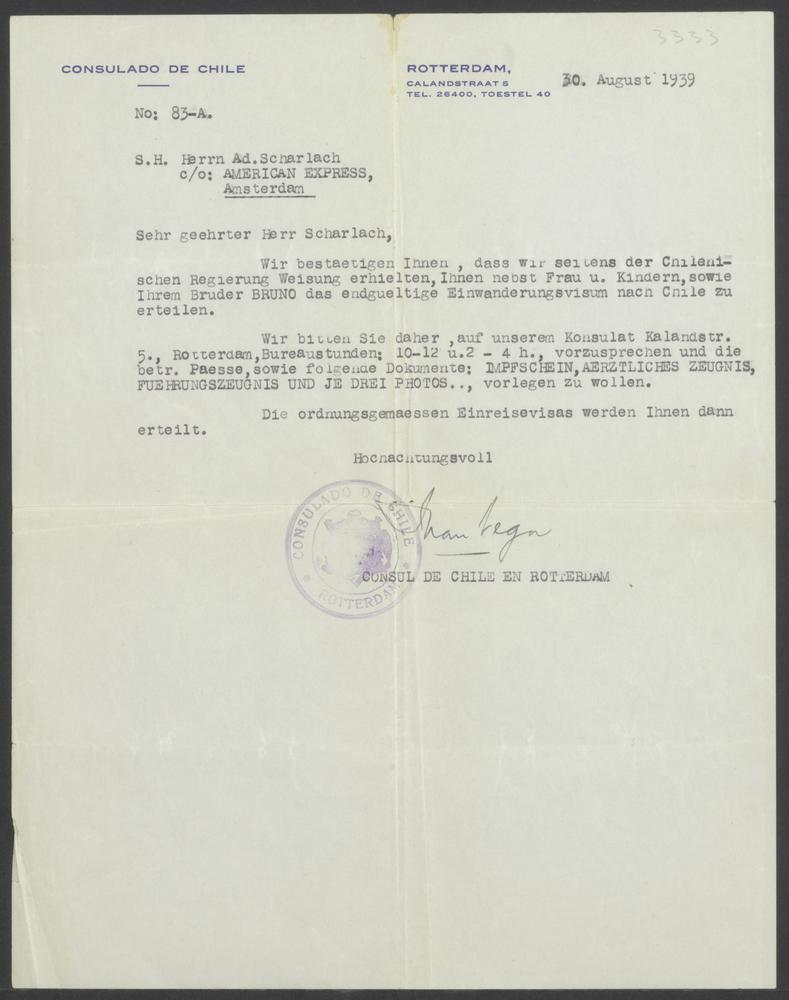 3333
CONSULADO DE CHILE
ROTTERDAM,
CALANDSTRAAT 5
TEL. 26400, TOESTEL 40
30. August 1939
No: 83-A.
S.H. Herrn Ad.Scharlach
c/o: AMERICAN EXPRESS,
Amsterdam
Sehr geehrter Herr Scharlach,
Wir bestaetigen Ihnen , dass wir seitens der Chileni-
schen Regierung Weisung erhielten,Ihnen nebst Frau u. Kindern,sowie
Ihrem Bruder BRUNO das endgueltige Einwanderungsvisum nach Chile zu
erteilen.
Wir bitten Sie daher ,auf unserem Konsulat Kalandstr.
5., Rotterdam,Bureaustunden: 10-12 u.2 - 4 h., vorzusprechen und die
betr. Paesse,sowie folgende Dokumente: IMPFSCHEIN,AERZTLICHES ZEUGNIS,
FUEHRUNGSZEUGNIS UND JE DREI PHOTOS.., vorlegen zu wollen.
Die ordnungsgemaessen Einreisevisas werden Ihnen dann
erteilt.
Hochachtungsvoll
CONSULADO DE CHILE
ROTTERDAM
CONSUL DE CHILE EN ROTTERDAM